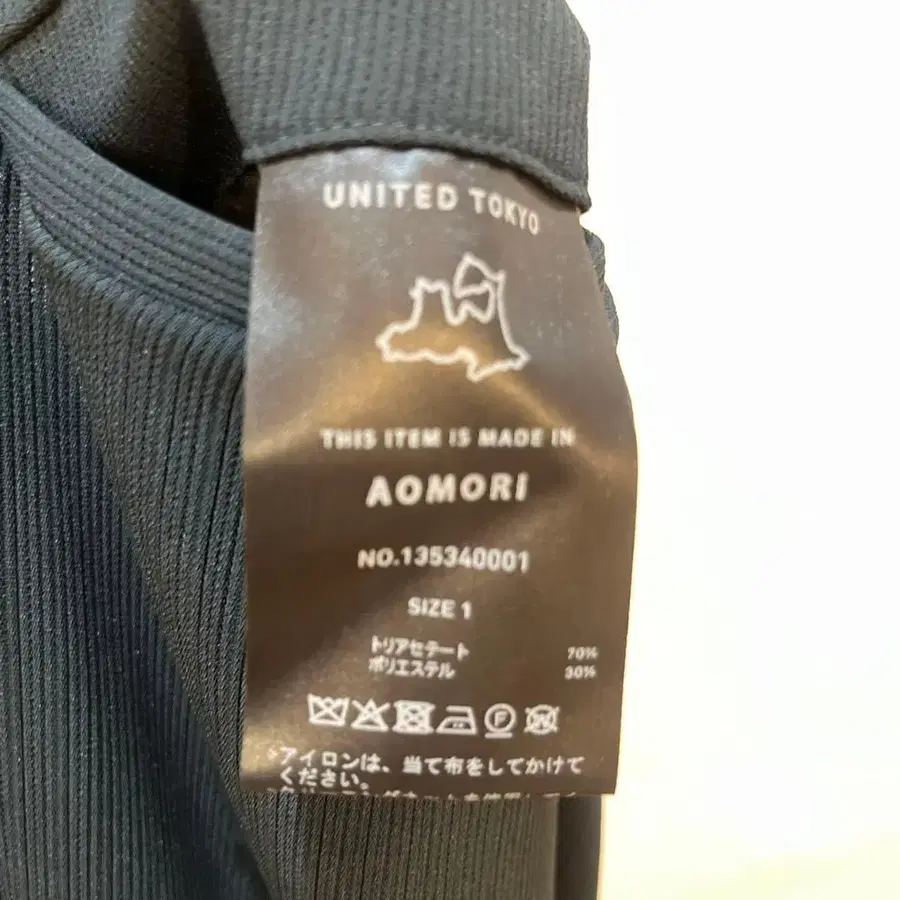 UNITED TOKYO
THIS ITEM IS MADE IN
AOMORI
NO.135340001
SIZE 1
トリアセテート 70%
ポリエステル 30%
*アイロンは、当て布をしてかけて
ください。